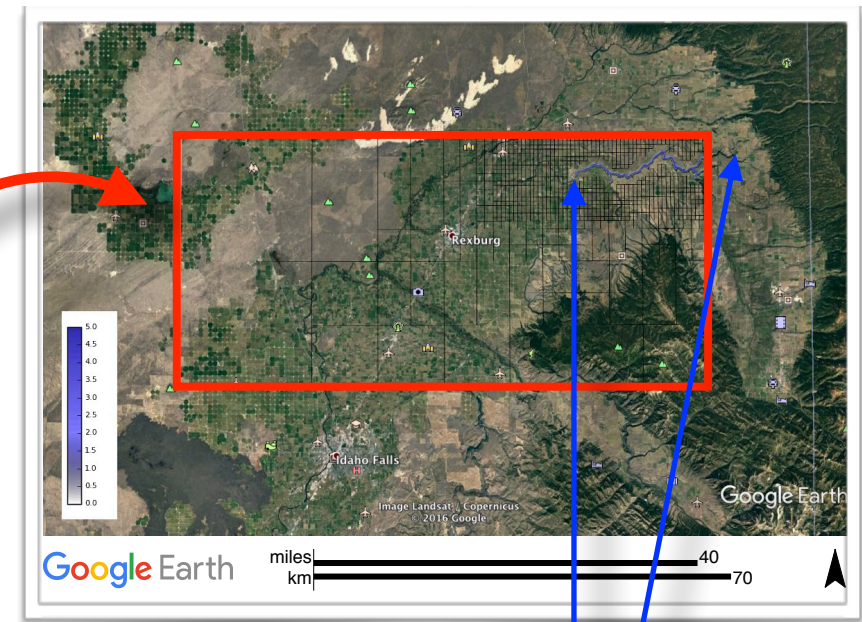 Rexburg
5.0
4.5
4.0
3.5
3.0
2.5
2.0
1.5
1.0
0.5
0.0
Idaho Falls
H
Image Landsat / Copernicus
© 2016 Google
Google Earth
Google Earth
miles 40
km 70